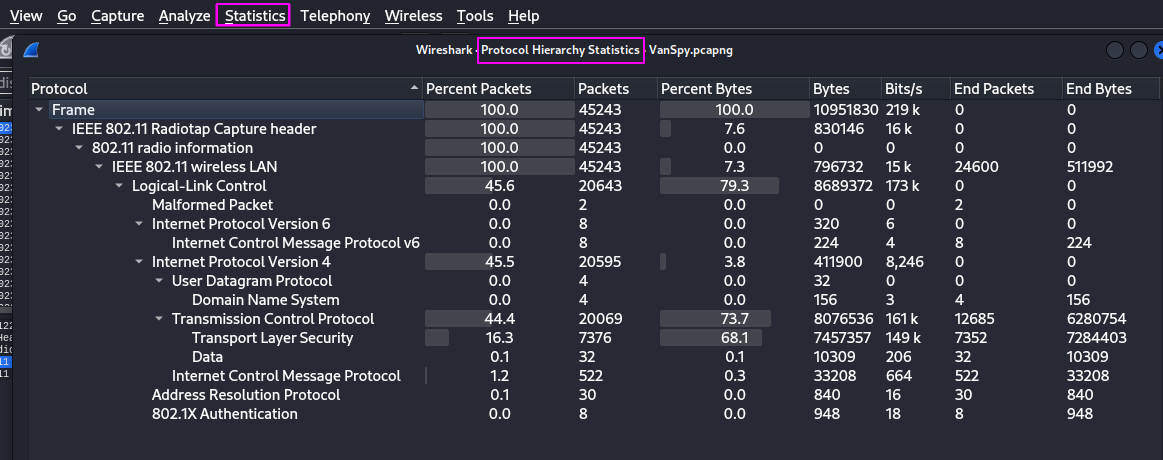 View Go Capture Analyze Statistics Telephony Wireless Tools Help
Wireshark · Protocol Hierarchy Statistics · VanSpy.pcapng
Protocol Percent Packets Packets Percent Bytes Bytes Bits/s End Packets End Bytes
Frame 100.0 45243 100.0 10951830 219 k 0 0
IEEE 802.11 Radiotap Capture header 100.0 45243 7.6 830146 16 k 0 0
802.11 radio information 100.0 45243 0.0 0 0 0 0
IEEE 802.11 wireless LAN 100.0 45243 7.3 796732 15 k 24600 511992
Logical-Link Control 45.6 20643 79.3 8689372 173 k 0 0
Malformed Packet 0.0 2 0.0 0 0 2 0
Internet Protocol Version 6 0.0 8 0.0 320 6 0 0
Internet Control Message Protocol v6 0.0 8 0.0 224 4 8 224
Internet Protocol Version 4 45.5 20595 3.8 411900 8,246 0 0
User Datagram Protocol 0.0 4 0.0 32 0 0 0
Domain Name System 0.0 4 0.0 156 3 4 156
Transmission Control Protocol 44.4 20069 73.7 8076536 161 k 12685 6280754
Transport Layer Security 16.3 7376 68.1 7457357 149 k 7352 7284403
Data 0.1 32 0.1 10309 206 32 10309
Internet Control Message Protocol 1.2 522 0.3 33208 664 522 33208
Address Resolution Protocol 0.1 30 0.0 840 16 30 840
802.1X Authentication 0.0 8 0.0 948 18 8 948